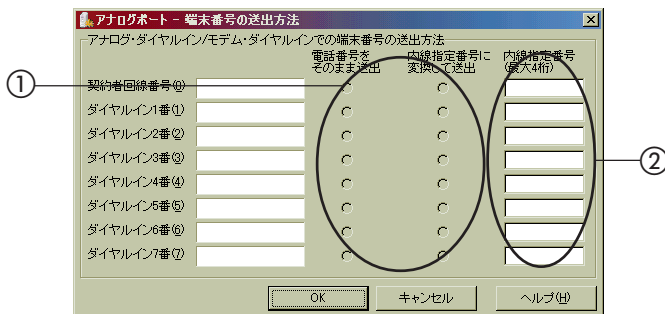 アナログポート - 端末番号の送出方法
アナログ・ダイヤルイン/モデム・ダイヤルインでの端末番号の送出方法
電話番号を
そのまま送出
内線指定番号に
変換して送出
内線指定番号
(最大4桁)
①
契約者回線番号(0)
ダイヤルイン1番(1)
ダイヤルイン2番(2)
ダイヤルイン3番(3)
②
ダイヤルイン4番(4)
ダイヤルイン5番(5)
ダイヤルイン6番(6)
ダイヤルイン7番(7)
OK
キャンセル
ヘルプ(H)